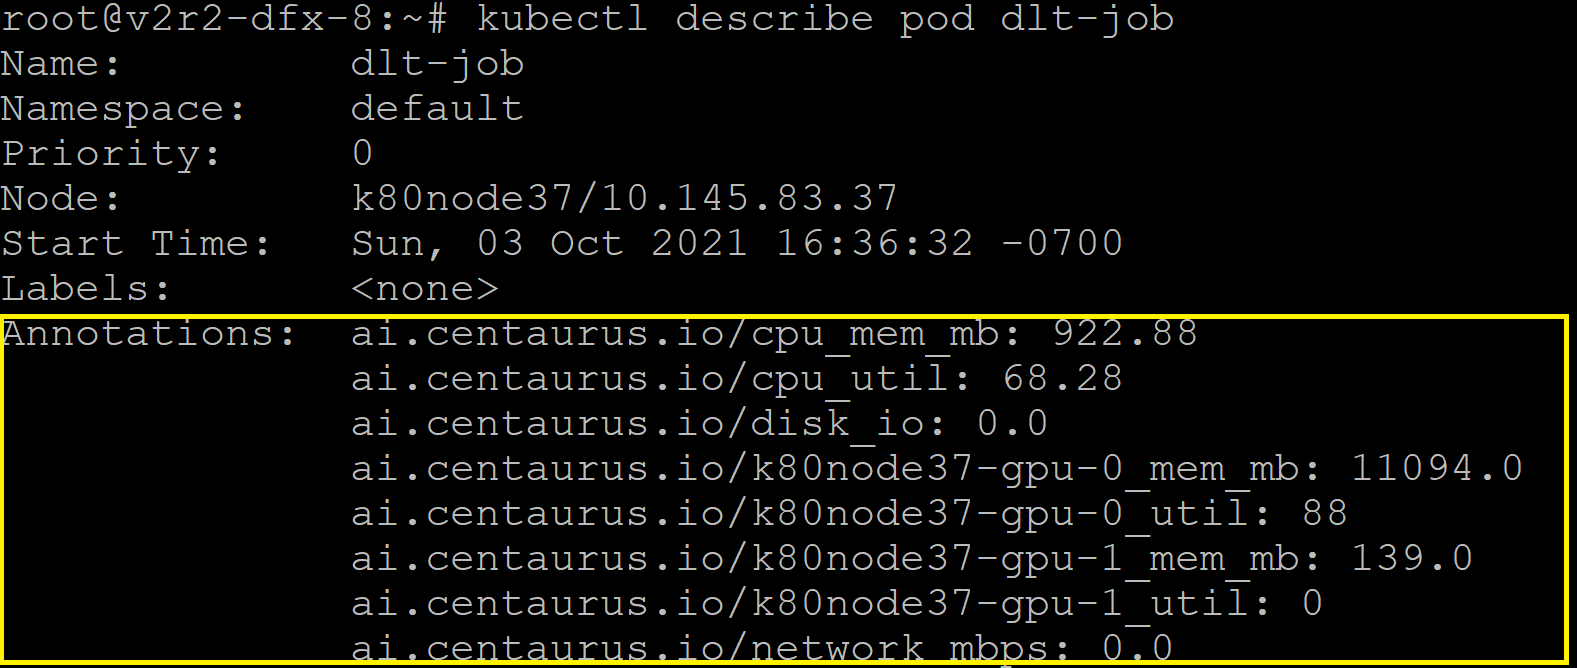 root@v2r2-dfx-8:~# kubectl describe pod dlt-job
Name:         dlt-job
Namespace:    default
Priority:     0
Node:         k80node37/10.145.83.37
Start Time:   Sun, 03 Oct 2021 16:36:32 -0700
Labels:       <none>
Annotations:  ai.centaurus.io/cpu_mem_mb: 922.88
              ai.centaurus.io/cpu_util: 68.28
              ai.centaurus.io/disk_io: 0.0
              ai.centaurus.io/k80node37-gpu-0_mem_mb: 11094.0
              ai.centaurus.io/k80node37-gpu-0_util: 88
              ai.centaurus.io/k80node37-gpu-1_mem_mb: 139.0
              ai.centaurus.io/k80node37-gpu-1_util: 0
              ai.centaurus.io/network_mbps: 0.0